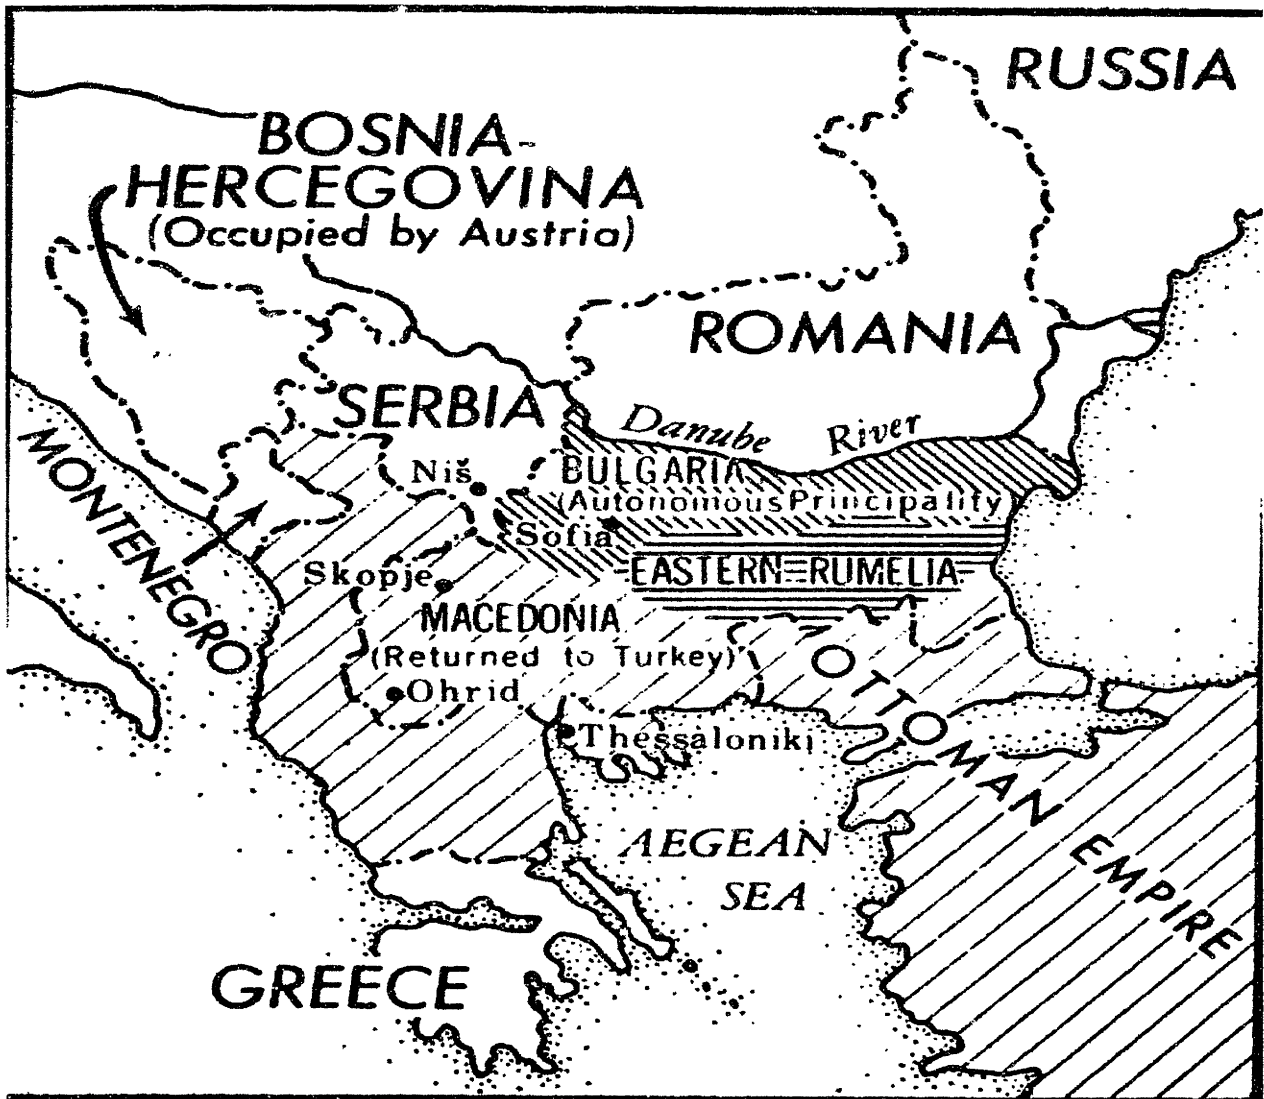 RUSSIA
BOSNIA-
HERCEGOVINA
(Occupied by Austria)
ROMANIA
SERBIA
Danube River
MONTENEGRO
Niš
BULGARIA
(Autonomous Principality)
Sofia
Skopje
EASTERN RUMELIA
MACEDONIA
(Returned to Turkey)
Ohrid
OTTOMAN EMPIRE
Thessaloniki
AEGEAN
SEA
GREECE